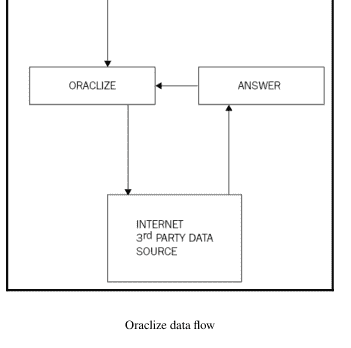 ORACLIZE
ANSWER
INTERNET
3rd PARTY DATA
SOURCE
Oraclize data flow